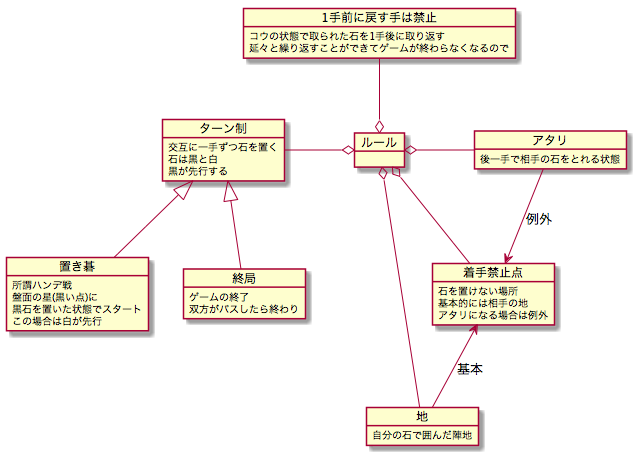 1手前に戻す手は禁止
コウの状態で取られた石を1手後に取り返す
延々と繰り返すことができてゲームが終わらなくなるので
ターン制
交互に一手ずつ石を置く
石は黒と白
黒が先行する
ルール
アタリ
後一手で相手の石をとれる状態
例外
置き碁
所謂ハンデ戦
盤面の星(黒い点)に
黒石を置いた状態でスタート
この場合は白が先行
終局
ゲームの終了
双方がパスしたら終わり
着手禁止点
石を置けない場所
基本的には相手の地
アタリになる場合は例外
基本
地
自分の石で囲んだ陣地